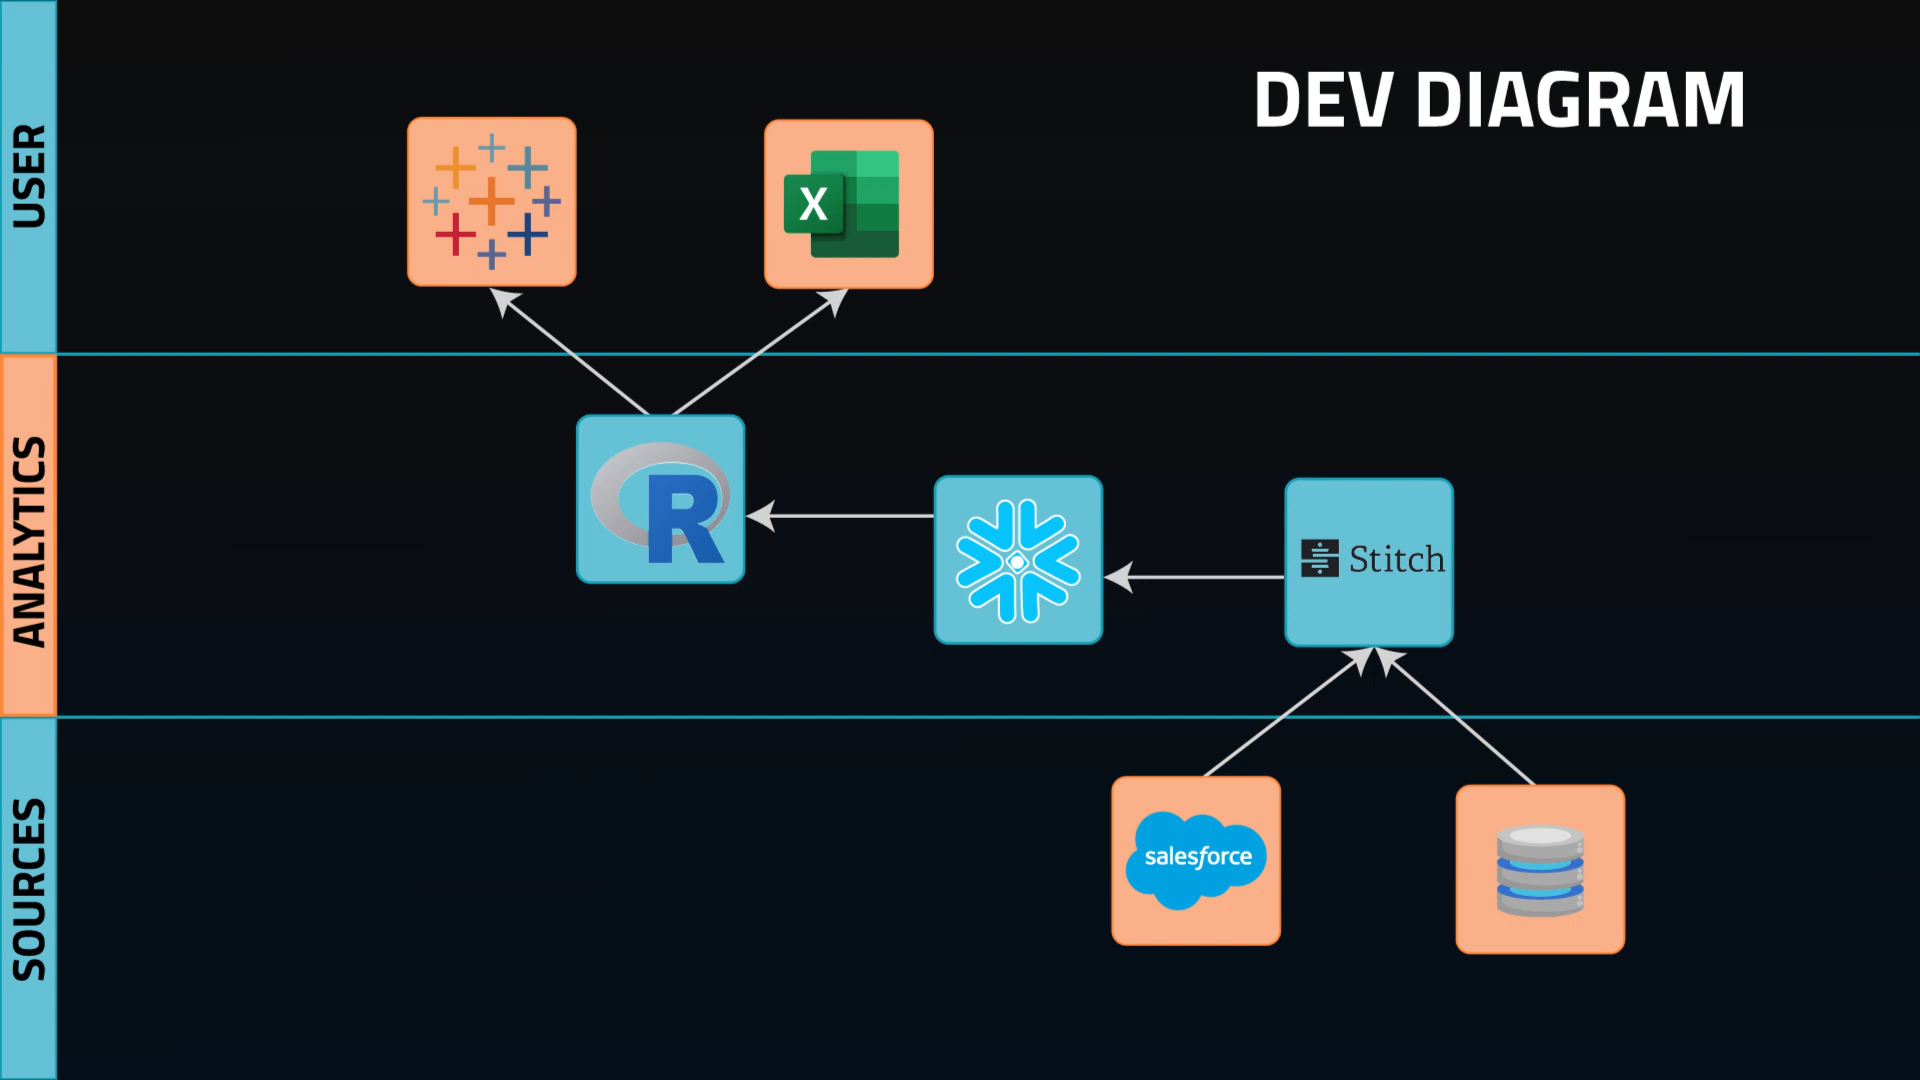 DEV DIAGRAM
USER
X
ANALYTICS
R
Stitch
SOURCES
salesforce